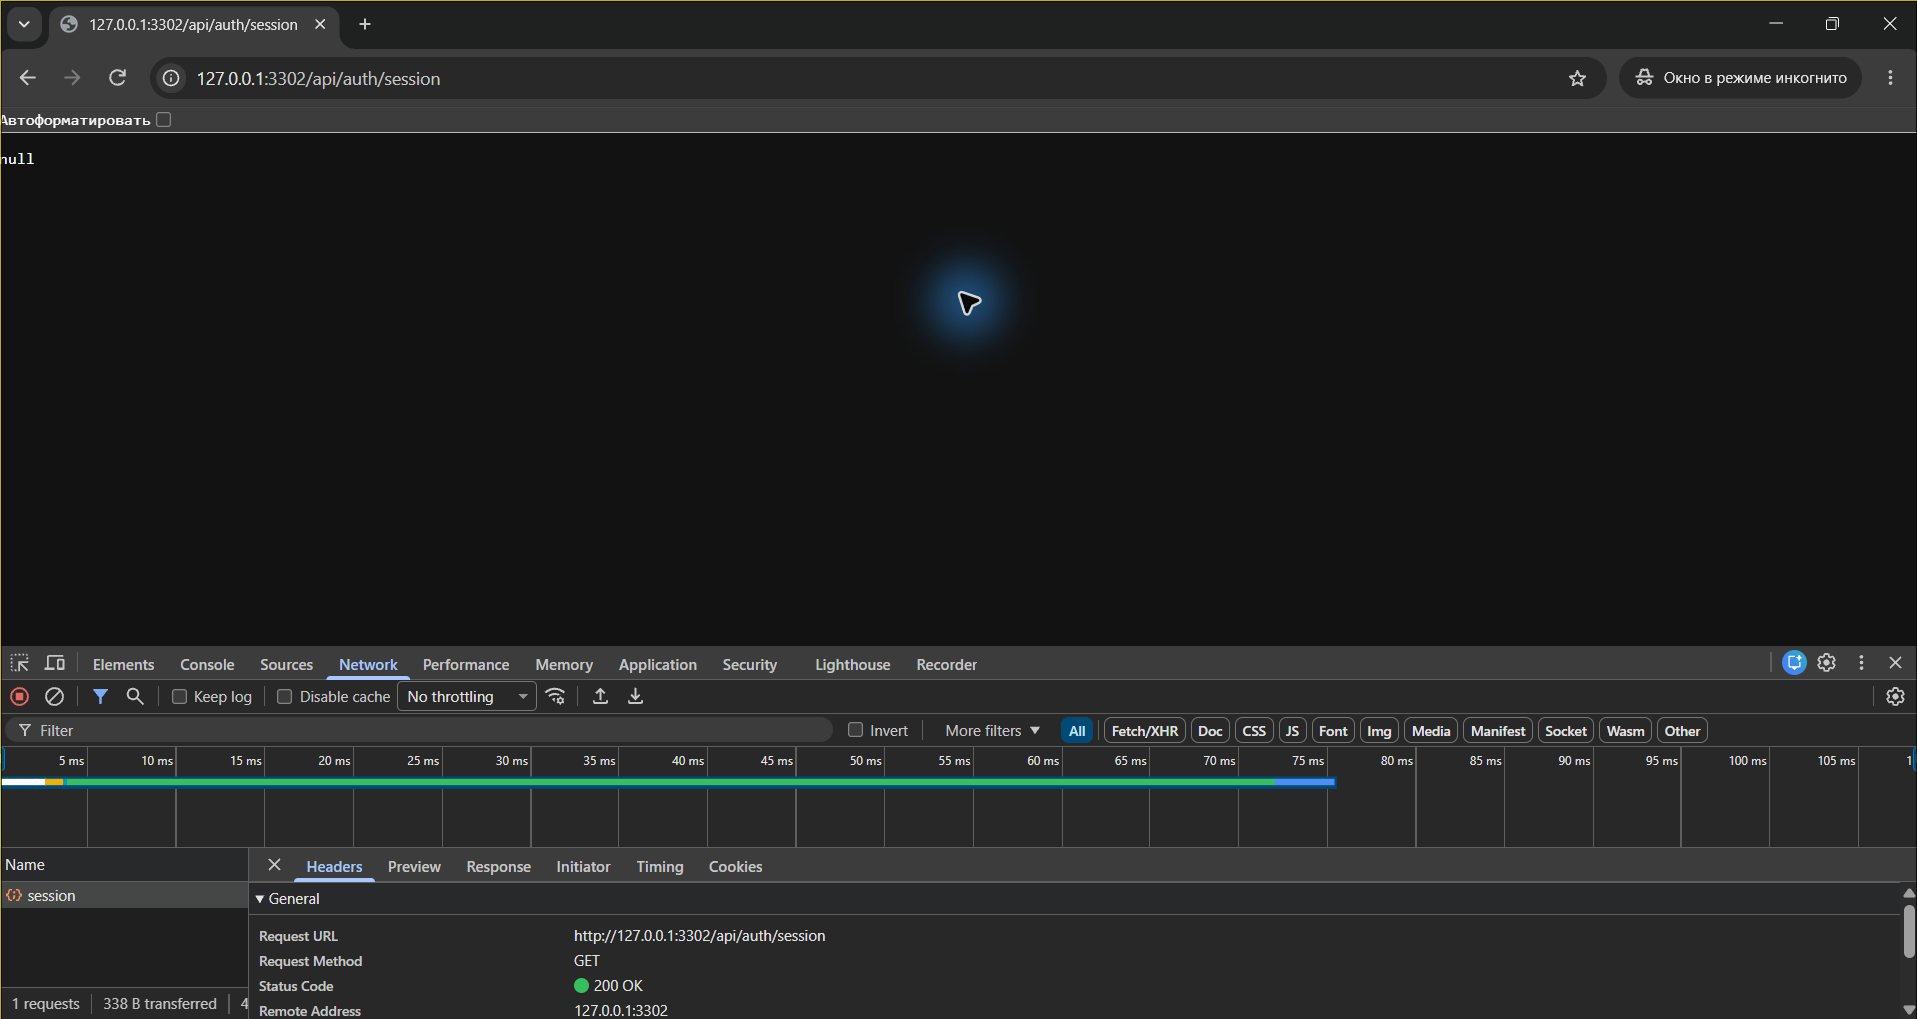 127.0.0.1:3302/api/auth/session
127.0.0.1:3302/api/auth/session
Окно в режиме инкогнито
Автоформатировать
null
Elements Console Sources Network Performance Memory Application Security Lighthouse Recorder
Keep log Disable cache No throttling
Filter Invert More filters All Fetch/XHR Doc CSS JS Font Img Media Manifest Socket Wasm Other
5 ms 10 ms 15 ms 20 ms 25 ms 30 ms 35 ms 40 ms 45 ms 50 ms 55 ms 60 ms 65 ms 70 ms 75 ms 80 ms 85 ms 90 ms 95 ms 100 ms 105 ms 1
Name
Headers Preview Response Initiator Timing Cookies
{;} session
General
Request URL http://127.0.0.1:3302/api/auth/session
Request Method GET
Status Code 200 OK
Remote Address 127.0.0.1:3302
1 requests 338 B transferred 4